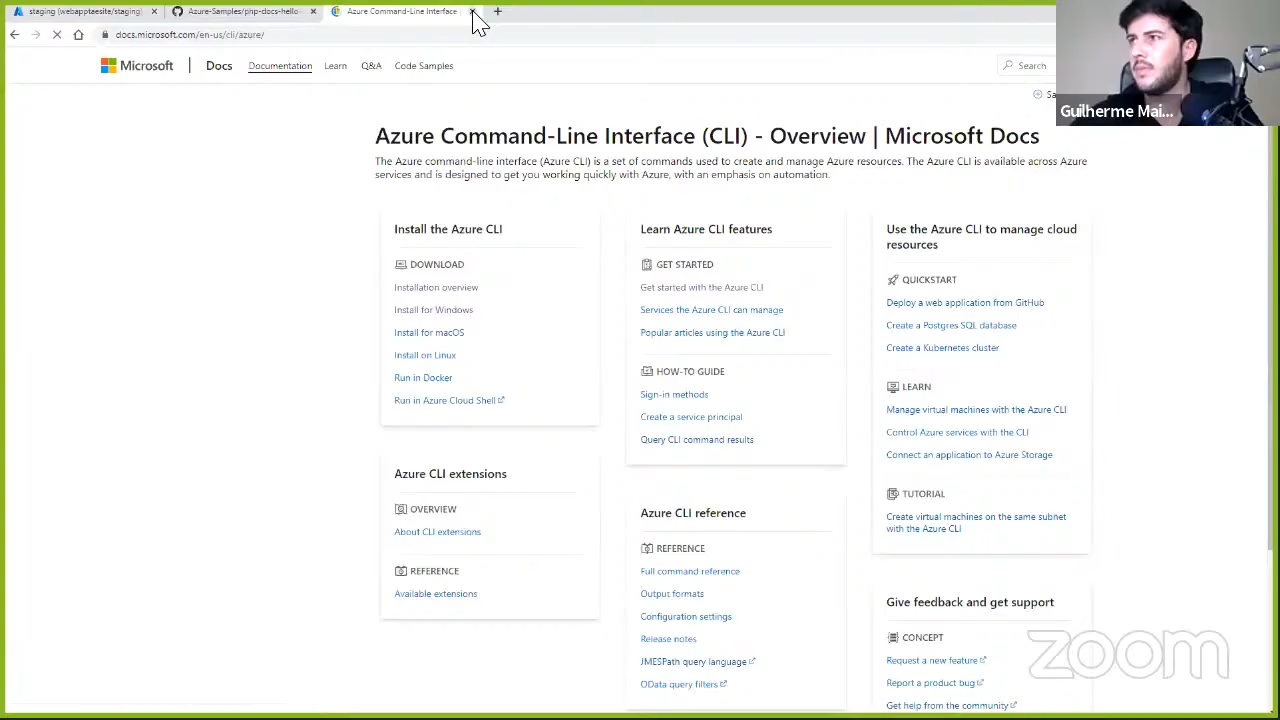 staging (webapptaesite/staging)
Azure-Samples/php-docs-hello-
Azure Command-Line Interface
docs.microsoft.com/en-us/cli/azure/
Microsoft
Docs
Documentation
Learn
Q&A
Code Samples
Search
Guilherme Mai...
Azure Command-Line Interface (CLI) - Overview | Microsoft Docs
The Azure command-line interface (Azure CLI) is a set of commands used to create and manage Azure resources. The Azure CLI is available across Azure
services and is designed to get you working quickly with Azure, with an emphasis on automation.
Install the Azure CLI
DOWNLOAD
Installation overview
Install for Windows
Install for macOS
Install on Linux
Run in Docker
Run in Azure Cloud Shell
Azure CLI extensions
OVERVIEW
About CLI extensions
REFERENCE
Available extensions
Learn Azure CLI features
GET STARTED
Get started with the Azure CLI
Services the Azure CLI can manage
Popular articles using the Azure CLI
HOW-TO GUIDE
Sign-in methods
Create a service principal
Query CLI command results
Azure CLI reference
REFERENCE
Full command reference
Output formats
Configuration settings
Release notes
JMESPath query language
OData query filters
Use the Azure CLI to manage cloud
resources
QUICKSTART
Deploy a web application from GitHub
Create a Postgres SQL database
Create a Kubernetes cluster
LEARN
Manage virtual machines with the Azure CLI
Control Azure services with the CLI
Connect an application to Azure Storage
TUTORIAL
Create virtual machines on the same subnet
with the Azure CLI
Give feedback and get support
CONCEPT
Request a new feature
Report a product bug
Get help from the community
zoom